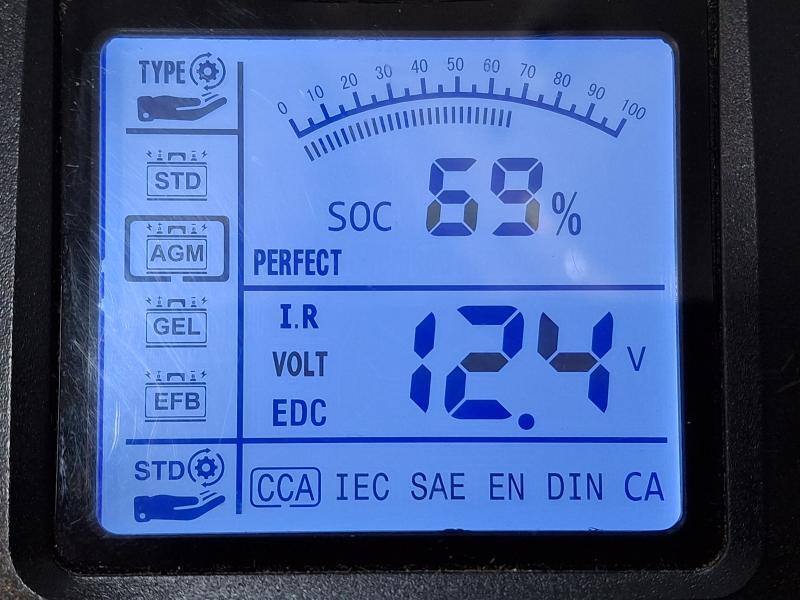 TYPE
0 10 20 30 40 50 60 70 80 90 100
STD
SOC 69%
AGM
PERFECT
GEL
I.R
VOLT
12.4 V
EFB
EDC
STD
CCA IEC SAE EN DIN CA